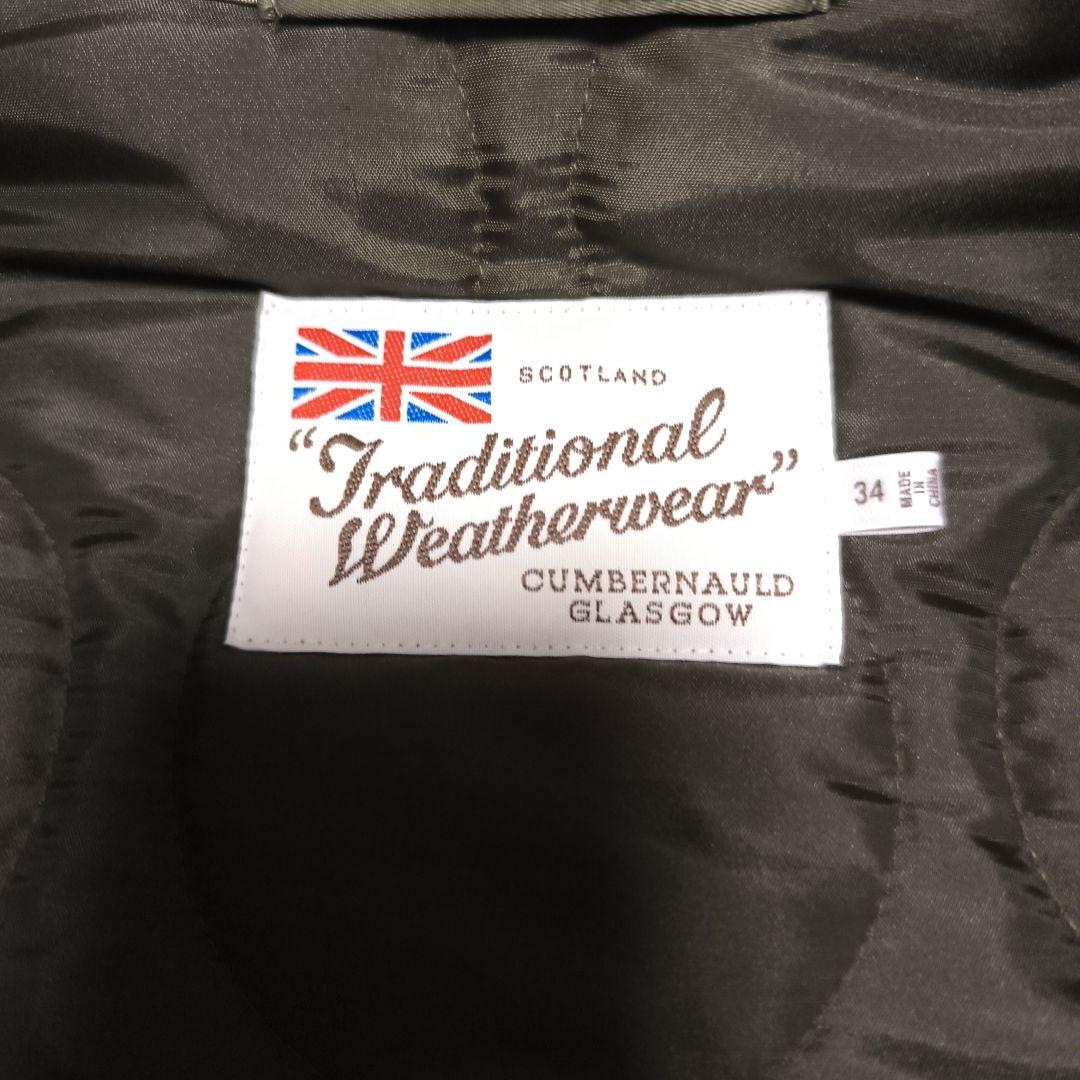 SCOTLAND
"Traditional
Weatherwear"
CUMBERNAULD
GLASGOW
34
MADE
IN
CHINA